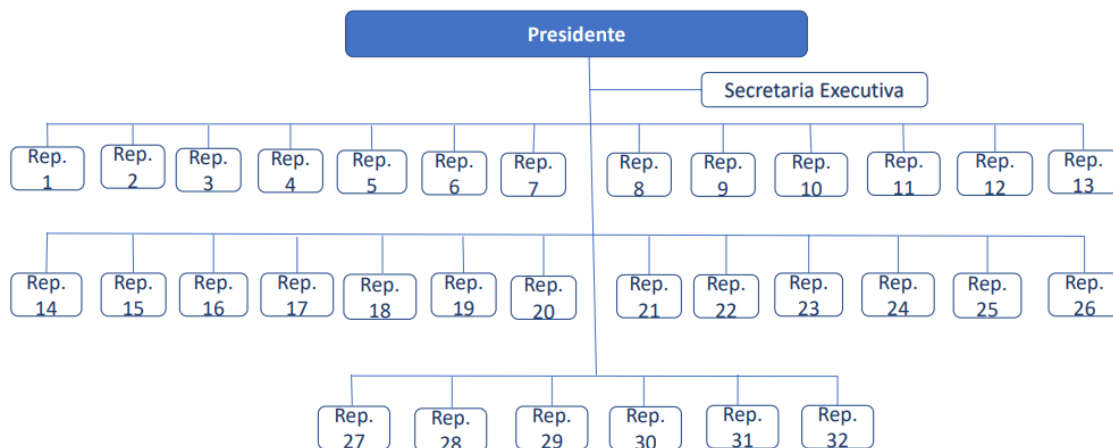 Presidente
Secretaria Executiva
Rep.
1
Rep.
2
Rep.
3
Rep.
4
Rep.
5
Rep.
6
Rep.
7
Rep.
8
Rep.
9
Rep.
10
Rep.
11
Rep.
12
Rep.
13
Rep.
14
Rep.
15
Rep.
16
Rep.
17
Rep.
18
Rep.
19
Rep.
20
Rep.
21
Rep.
22
Rep.
23
Rep.
24
Rep.
25
Rep.
26
Rep.
27
Rep.
28
Rep.
29
Rep.
30
Rep.
31
Rep.
32